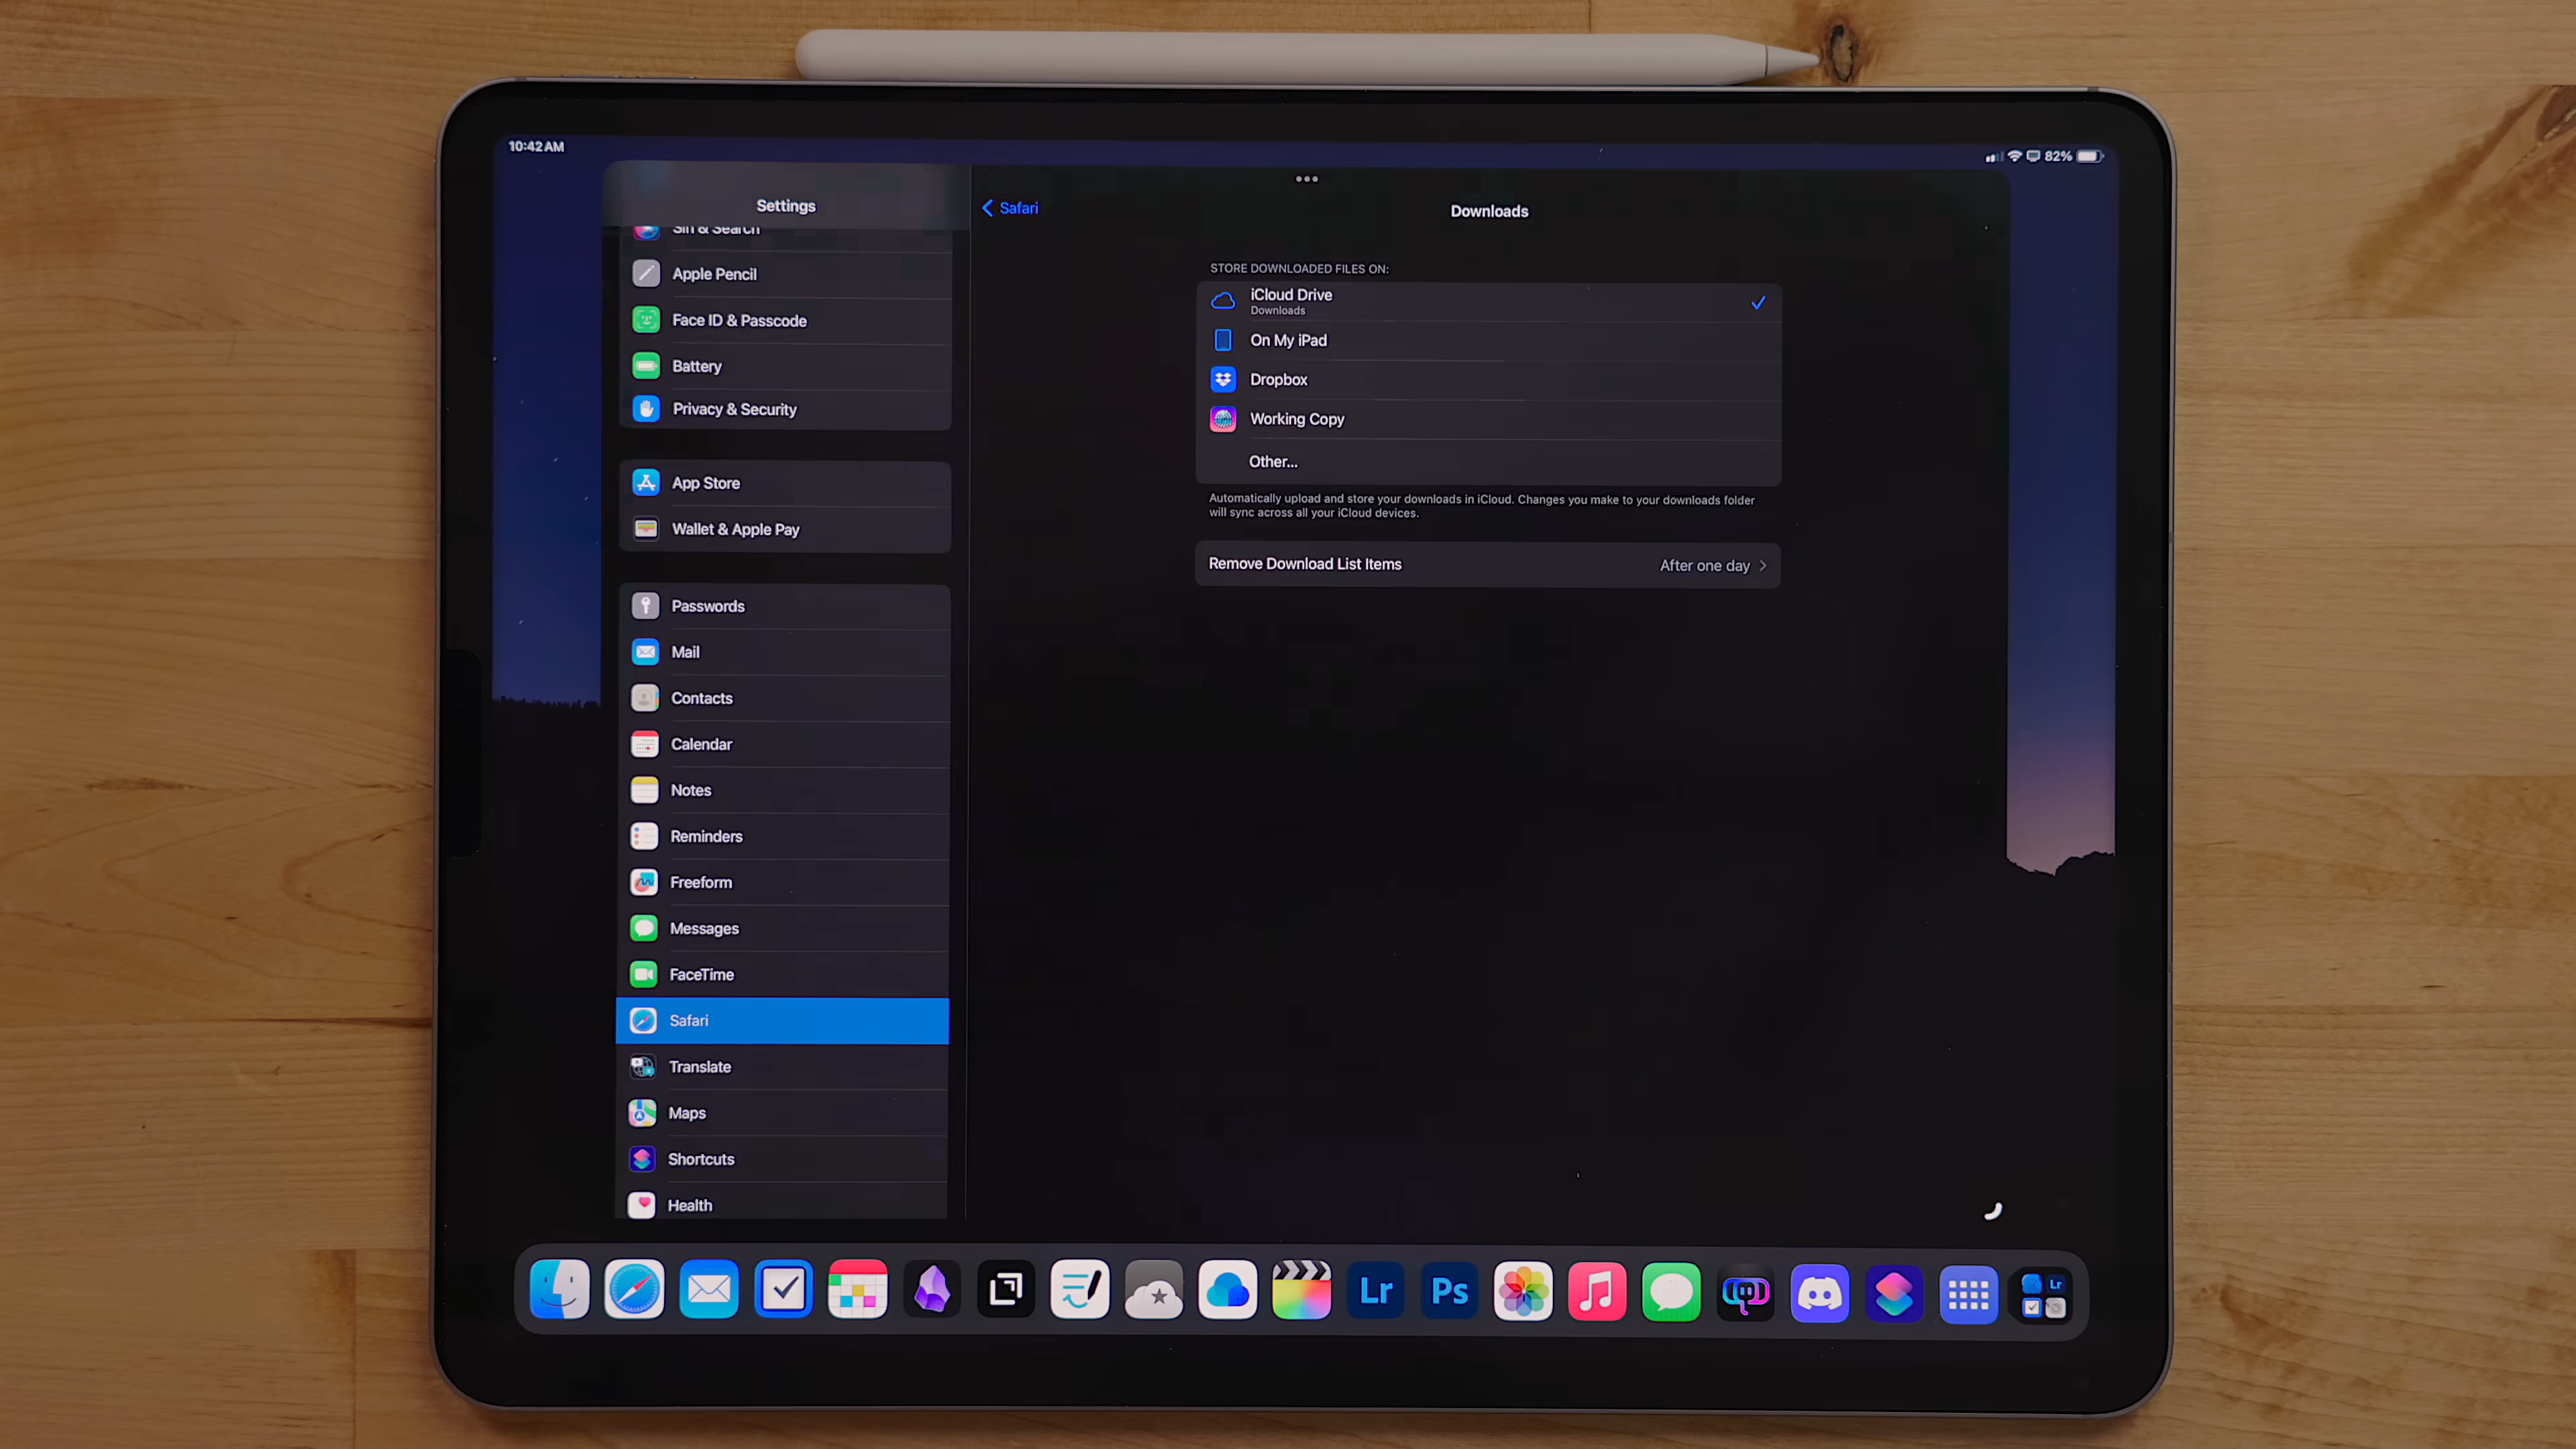 10:42 AM
82%
Settings
Siri & Search
Apple Pencil
Face ID & Passcode
Battery
Privacy & Security
App Store
Wallet & Apple Pay
Passwords
Mail
Contacts
Calendar
Notes
Reminders
Freeform
Messages
FaceTime
Safari
Translate
Maps
Shortcuts
Health
Safari
Downloads
STORE DOWNLOADED FILES ON:
iCloud Drive
Downloads
On My iPad
Dropbox
Working Copy
Other...
Automatically upload and store your downloads in iCloud. Changes you make to your downloads folder
will sync across all your iCloud devices.
Remove Download List Items
After one day
Lr
Ps
Lr